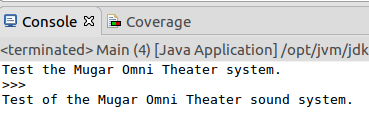 Console Coverage
<terminated> Main (4) [Java Application] /opt/jvm/jdk
Test the Mugar Omni Theater system.
>>>
Test of the Mugar Omni Theater sound system.